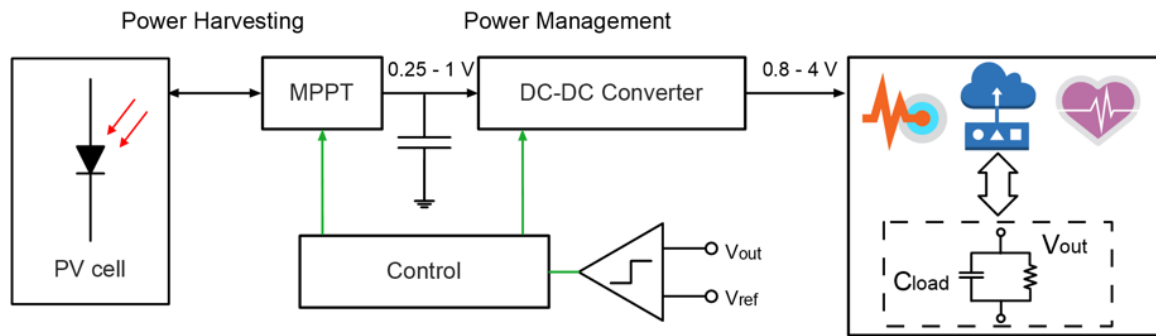 Power Harvesting
Power Management
MPPT
0.25 - 1 V
DC-DC Converter
0.8 - 4 V
PV cell
Control
Vout
Vref
Vout
Cload